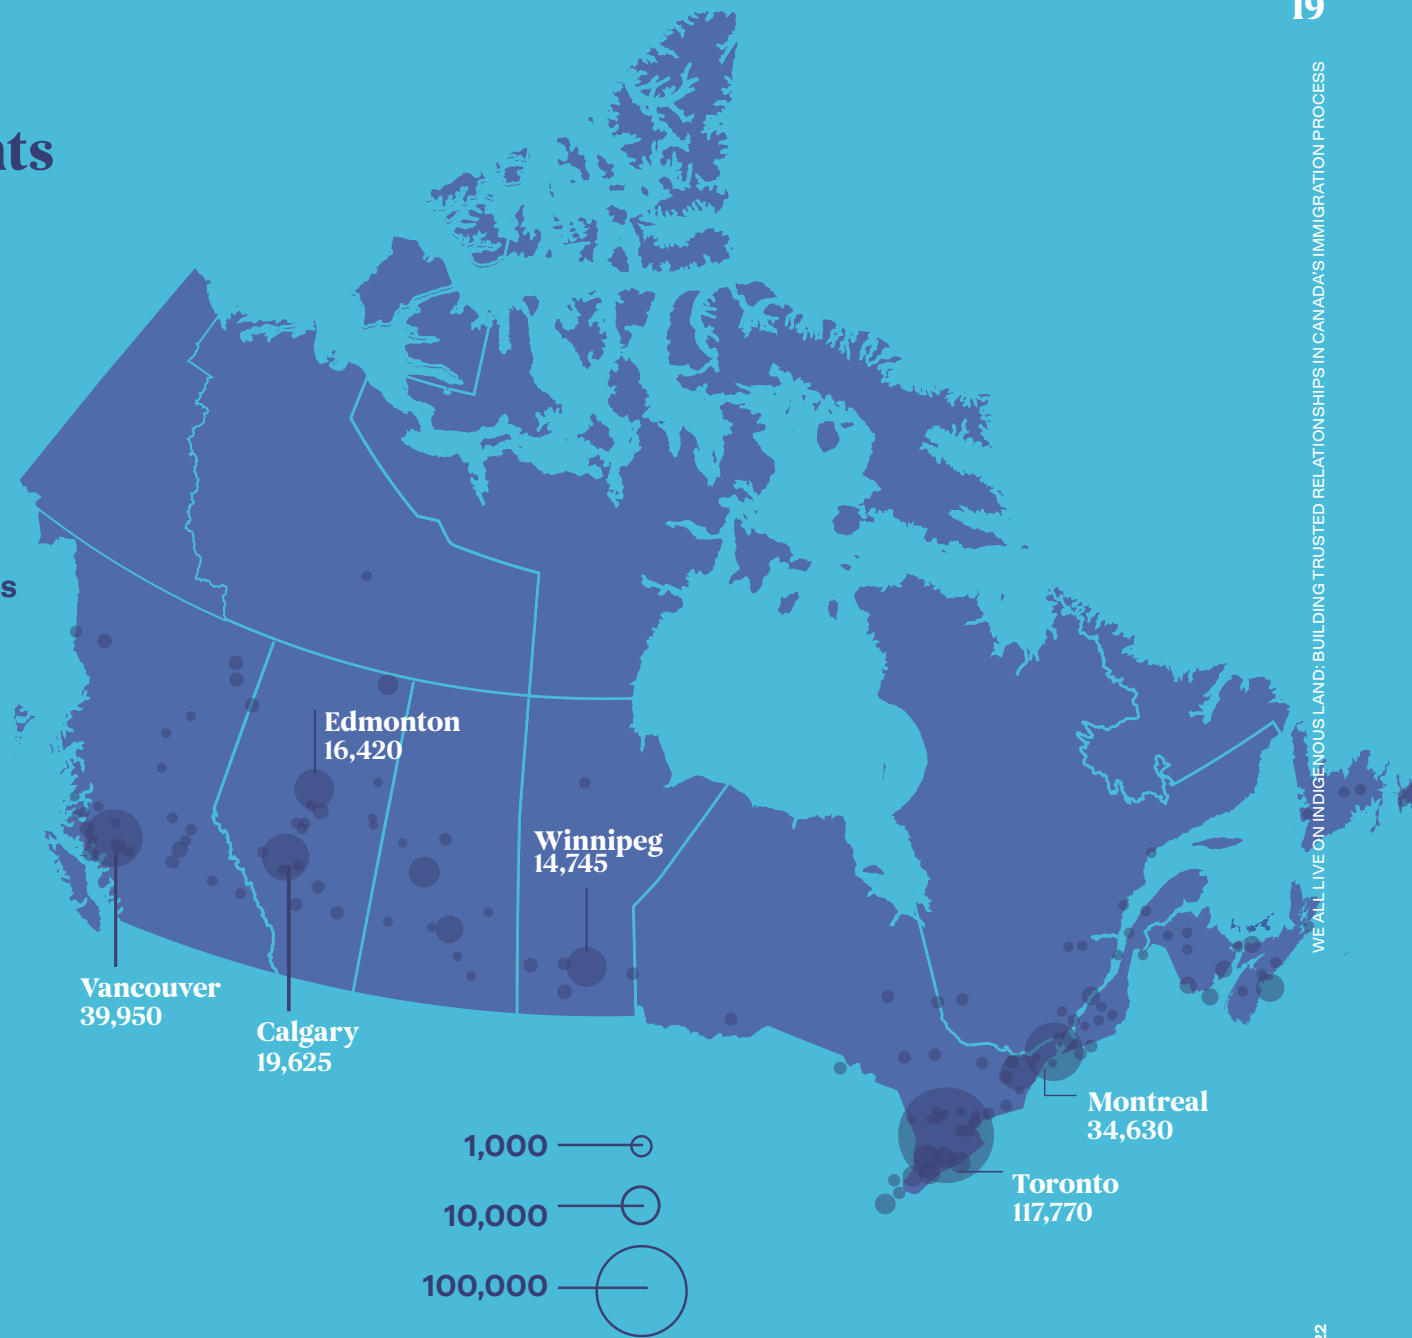 19
WE ALL LIVE ON INDIGENOUS LAND: BUILDING TRUSTED RELATIONSHIPS IN CANADA'S IMMIGRATION PROCESS
nts
s
Edmonton
16,420
Winnipeg
14,745
Vancouver
39,950
Calgary
19,625
Montreal
34,630
Toronto
117,770
1,000
10,000
100,000
22